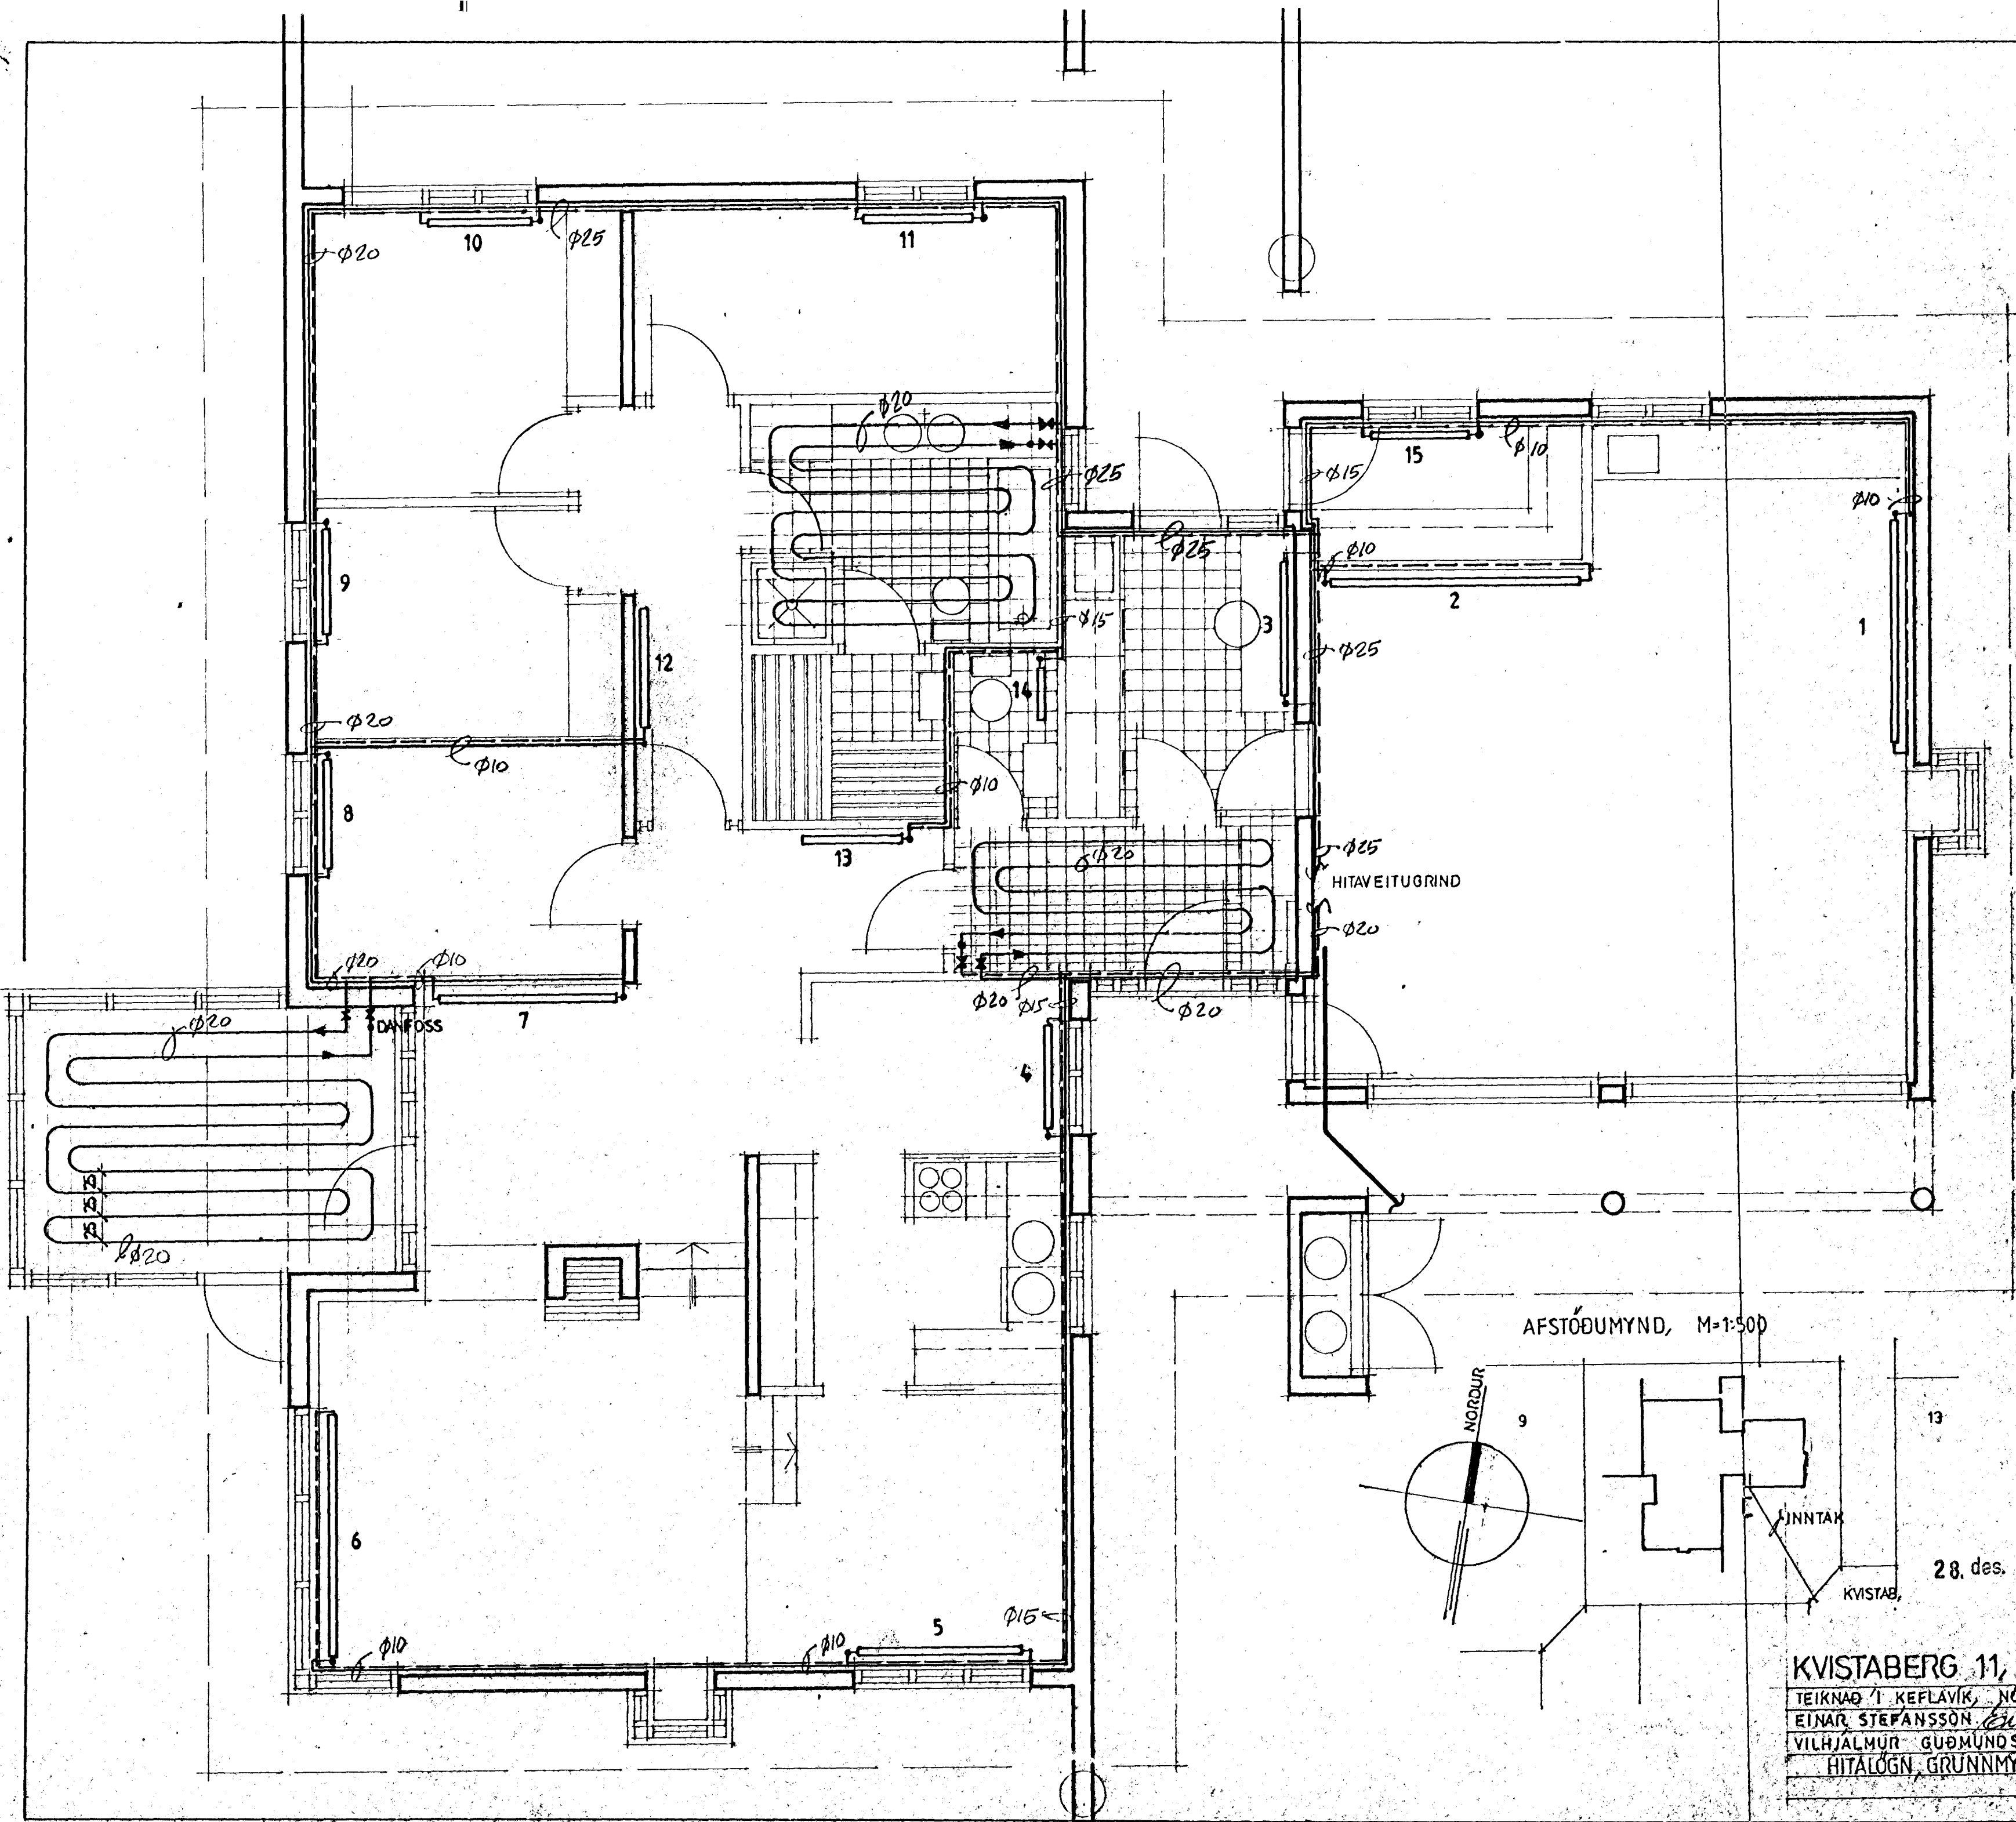 10
φ25
11
φ20
φ20
φ25
15
φ10
φ15
φ10
φ25
φ10
9
2
3
1
φ15
φ25
12
14
φ20
φ10
8
φ10
13
φ20
φ25
HITAVEITUGRIND
φ20
φ20
φ10
φ20
φ15
φ20
7
φ20
DANFOSS
4
25 25 25
φ20
AFSTÖÐUMYND, M=1:500
NORÐUR
9
13
6
INNTAK
28. des.
KVISTAB.
φ15
5
φ10
φ10
KVISTABERG 11,
TEIKNAÐ Í KEFLAVÍK,
EINAR STEFÁNSSON
VILHJÁLMUR
HITALÖGN,